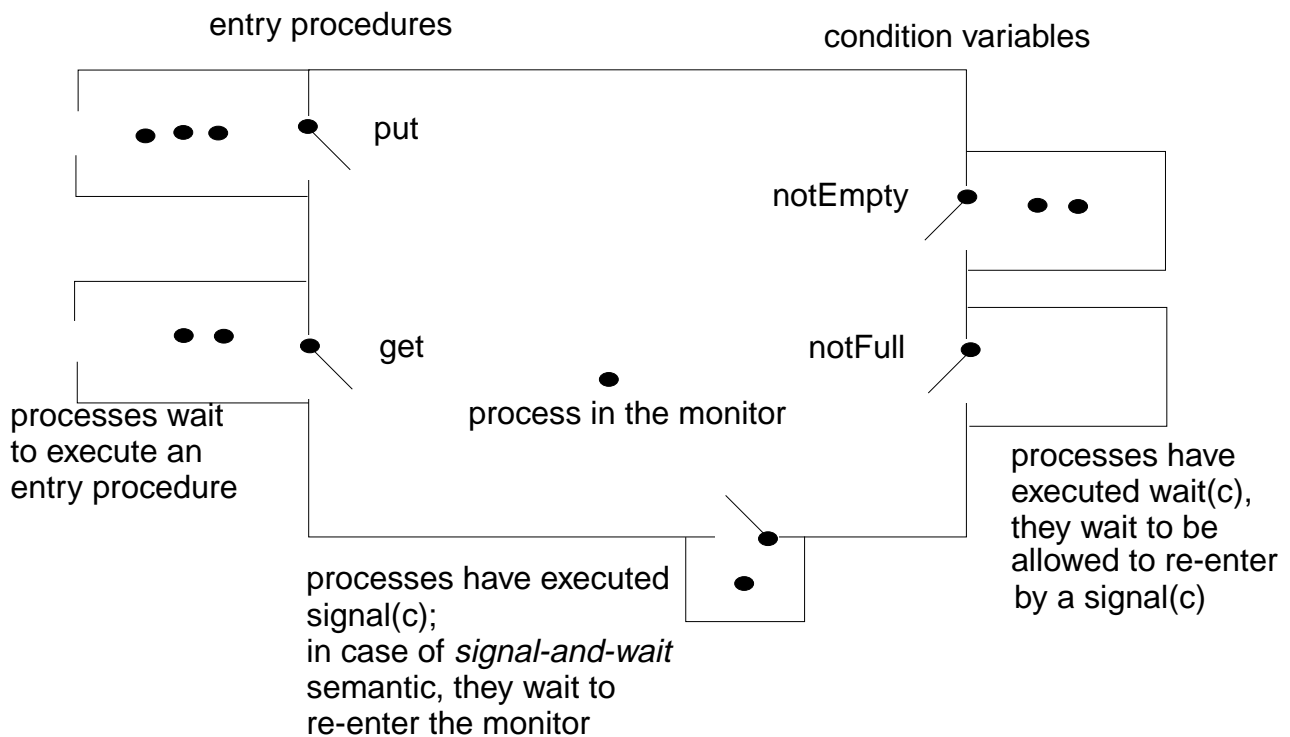 entry procedures
condition variables
put
notEmpty
get
notFull
process in the monitor
processes wait
to execute an
entry procedure
processes have
executed wait(c),
they wait to be
allowed to re-enter
by a signal(c)
processes have executed
signal(c);
in case of signal-and-wait
semantic, they wait to
re-enter the monitor